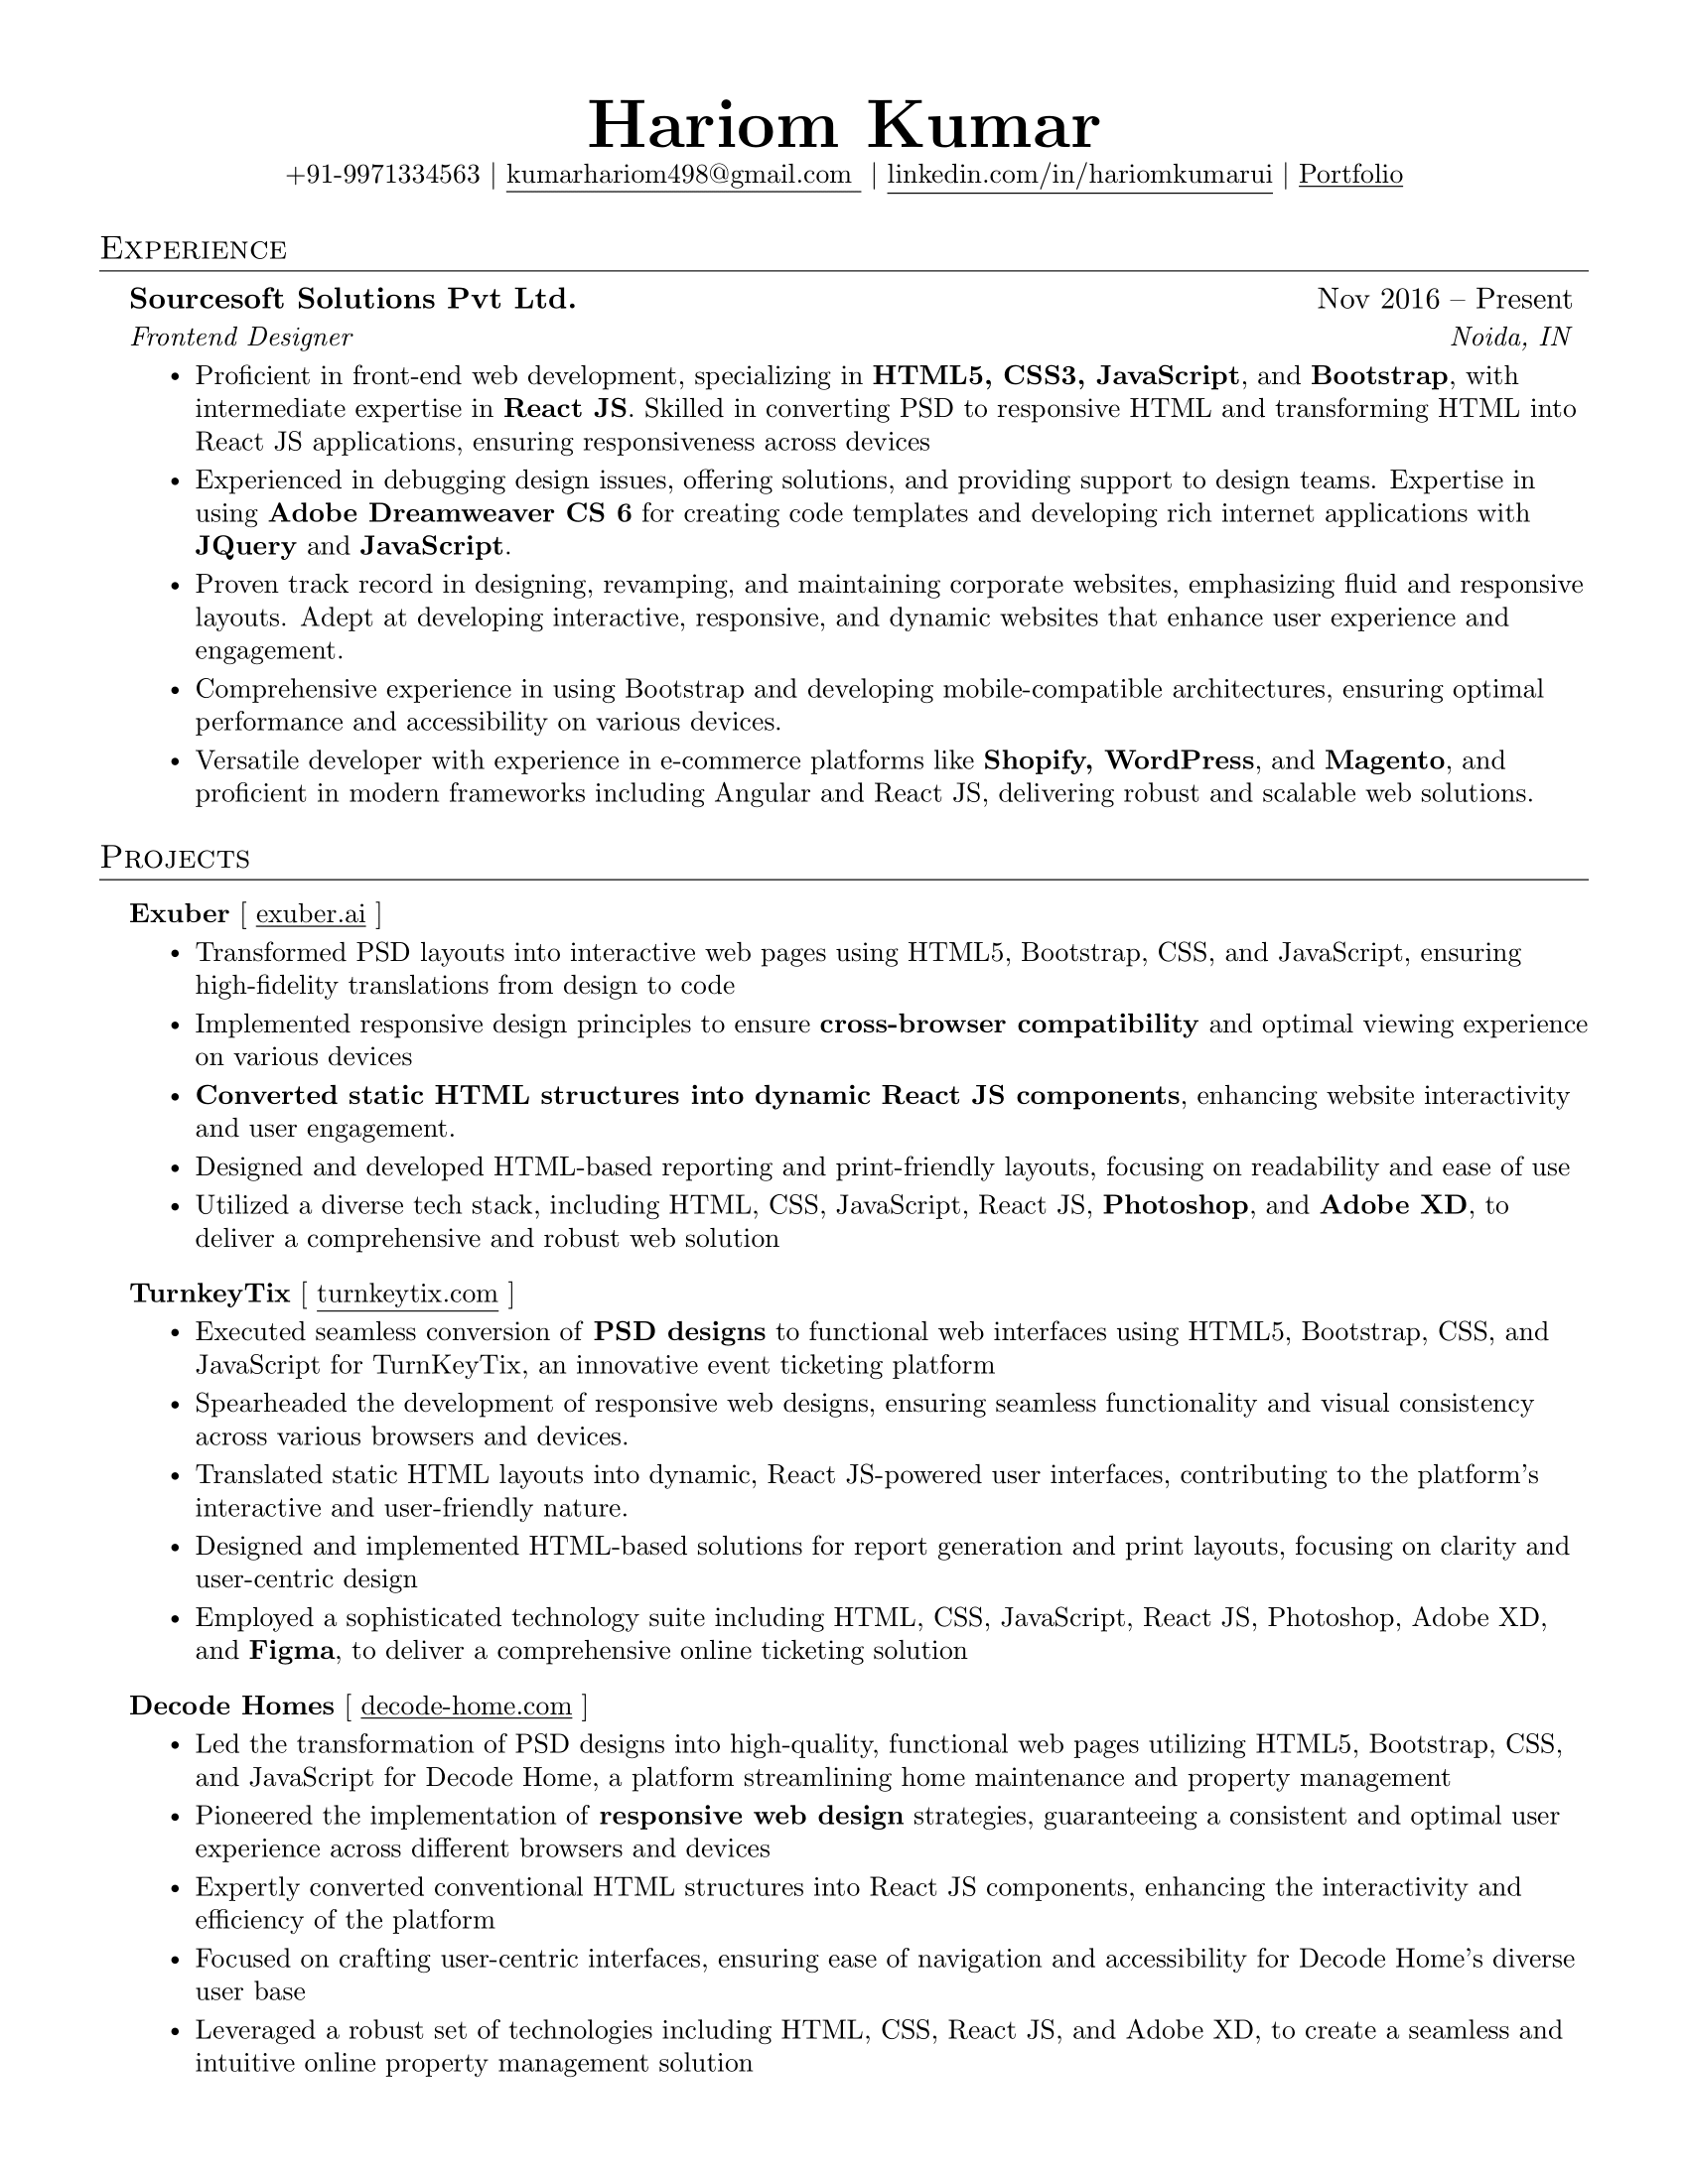 Hariom Kumar
+91-9971334563 | kumarhariom498@gmail.com | linkedin.com/in/hariomkumarui | Portfolio
Experience
Sourcesoft Solutions Pvt Ltd. Nov 2016 – Present
Frontend Designer Noida, IN
• Proficient in front-end web development, specializing in HTML5, CSS3, JavaScript, and Bootstrap, with
intermediate expertise in React JS. Skilled in converting PSD to responsive HTML and transforming HTML into
React JS applications, ensuring responsiveness across devices
• Experienced in debugging design issues, offering solutions, and providing support to design teams. Expertise in
using Adobe Dreamweaver CS 6 for creating code templates and developing rich internet applications with
JQuery and JavaScript.
• Proven track record in designing, revamping, and maintaining corporate websites, emphasizing fluid and responsive
layouts. Adept at developing interactive, responsive, and dynamic websites that enhance user experience and
engagement.
• Comprehensive experience in using Bootstrap and developing mobile-compatible architectures, ensuring optimal
performance and accessibility on various devices.
• Versatile developer with experience in e-commerce platforms like Shopify, WordPress, and Magento, and
proficient in modern frameworks including Angular and React JS, delivering robust and scalable web solutions.
Projects
Exuber [ exuber.ai ]
• Transformed PSD layouts into interactive web pages using HTML5, Bootstrap, CSS, and JavaScript, ensuring
high-fidelity translations from design to code
• Implemented responsive design principles to ensure cross-browser compatibility and optimal viewing experience
on various devices
• Converted static HTML structures into dynamic React JS components, enhancing website interactivity
and user engagement.
• Designed and developed HTML-based reporting and print-friendly layouts, focusing on readability and ease of use
• Utilized a diverse tech stack, including HTML, CSS, JavaScript, React JS, Photoshop, and Adobe XD, to
deliver a comprehensive and robust web solution
TurnkeyTix [ turnkeytix.com ]
• Executed seamless conversion of PSD designs to functional web interfaces using HTML5, Bootstrap, CSS, and
JavaScript for TurnKeyTix, an innovative event ticketing platform
• Spearheaded the development of responsive web designs, ensuring seamless functionality and visual consistency
across various browsers and devices.
• Translated static HTML layouts into dynamic, React JS-powered user interfaces, contributing to the platform's
interactive and user-friendly nature.
• Designed and implemented HTML-based solutions for report generation and print layouts, focusing on clarity and
user-centric design
• Employed a sophisticated technology suite including HTML, CSS, JavaScript, React JS, Photoshop, Adobe XD,
and Figma, to deliver a comprehensive online ticketing solution
Decode Homes [ decode-home.com ]
• Led the transformation of PSD designs into high-quality, functional web pages utilizing HTML5, Bootstrap, CSS,
and JavaScript for Decode Home, a platform streamlining home maintenance and property management
• Pioneered the implementation of responsive web design strategies, guaranteeing a consistent and optimal user
experience across different browsers and devices
• Expertly converted conventional HTML structures into React JS components, enhancing the interactivity and
efficiency of the platform
• Focused on crafting user-centric interfaces, ensuring ease of navigation and accessibility for Decode Home's diverse
user base
• Leveraged a robust set of technologies including HTML, CSS, React JS, and Adobe XD, to create a seamless and
intuitive online property management solution